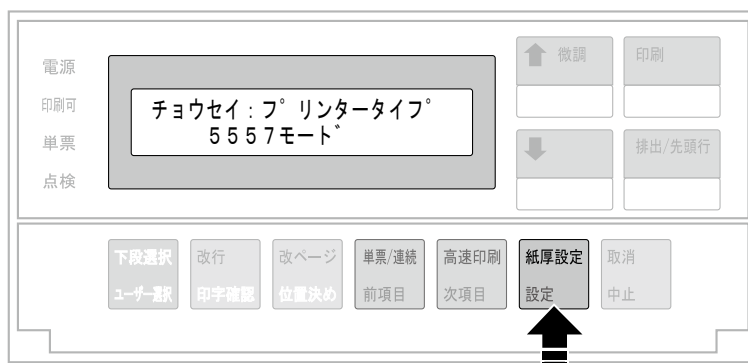 電源
印刷可
単票
点検
チョウセイ:プ リンタータイプ
5557モード
微調
印刷
排出/先頭行
下段選択
改行
改ページ
単票/連続
高速印刷
紙厚設定
取消
ユーザー選択
印字確認
位置決め
前項目
次項目
設定
中止